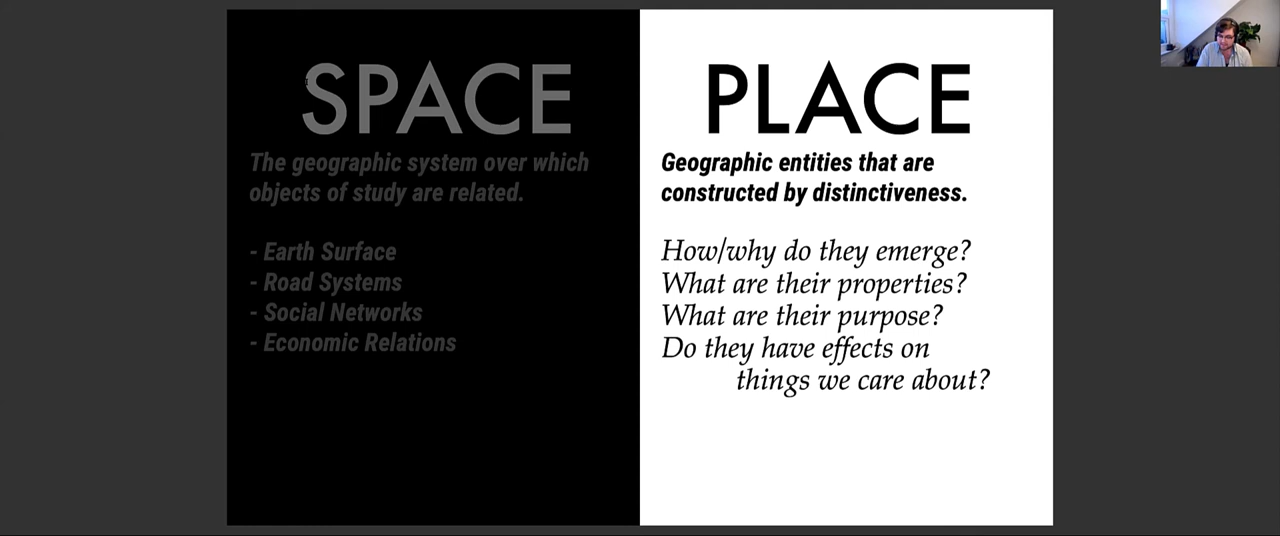 SPACE
The geographic system over which
objects of study are related.
- Earth Surface
- Road Systems
- Social Networks
- Economic Relations
PLACE
Geographic entities that are
constructed by distinctiveness.
How/why do they emerge?
What are their properties?
What are their purpose?
Do they have effects on
things we care about?